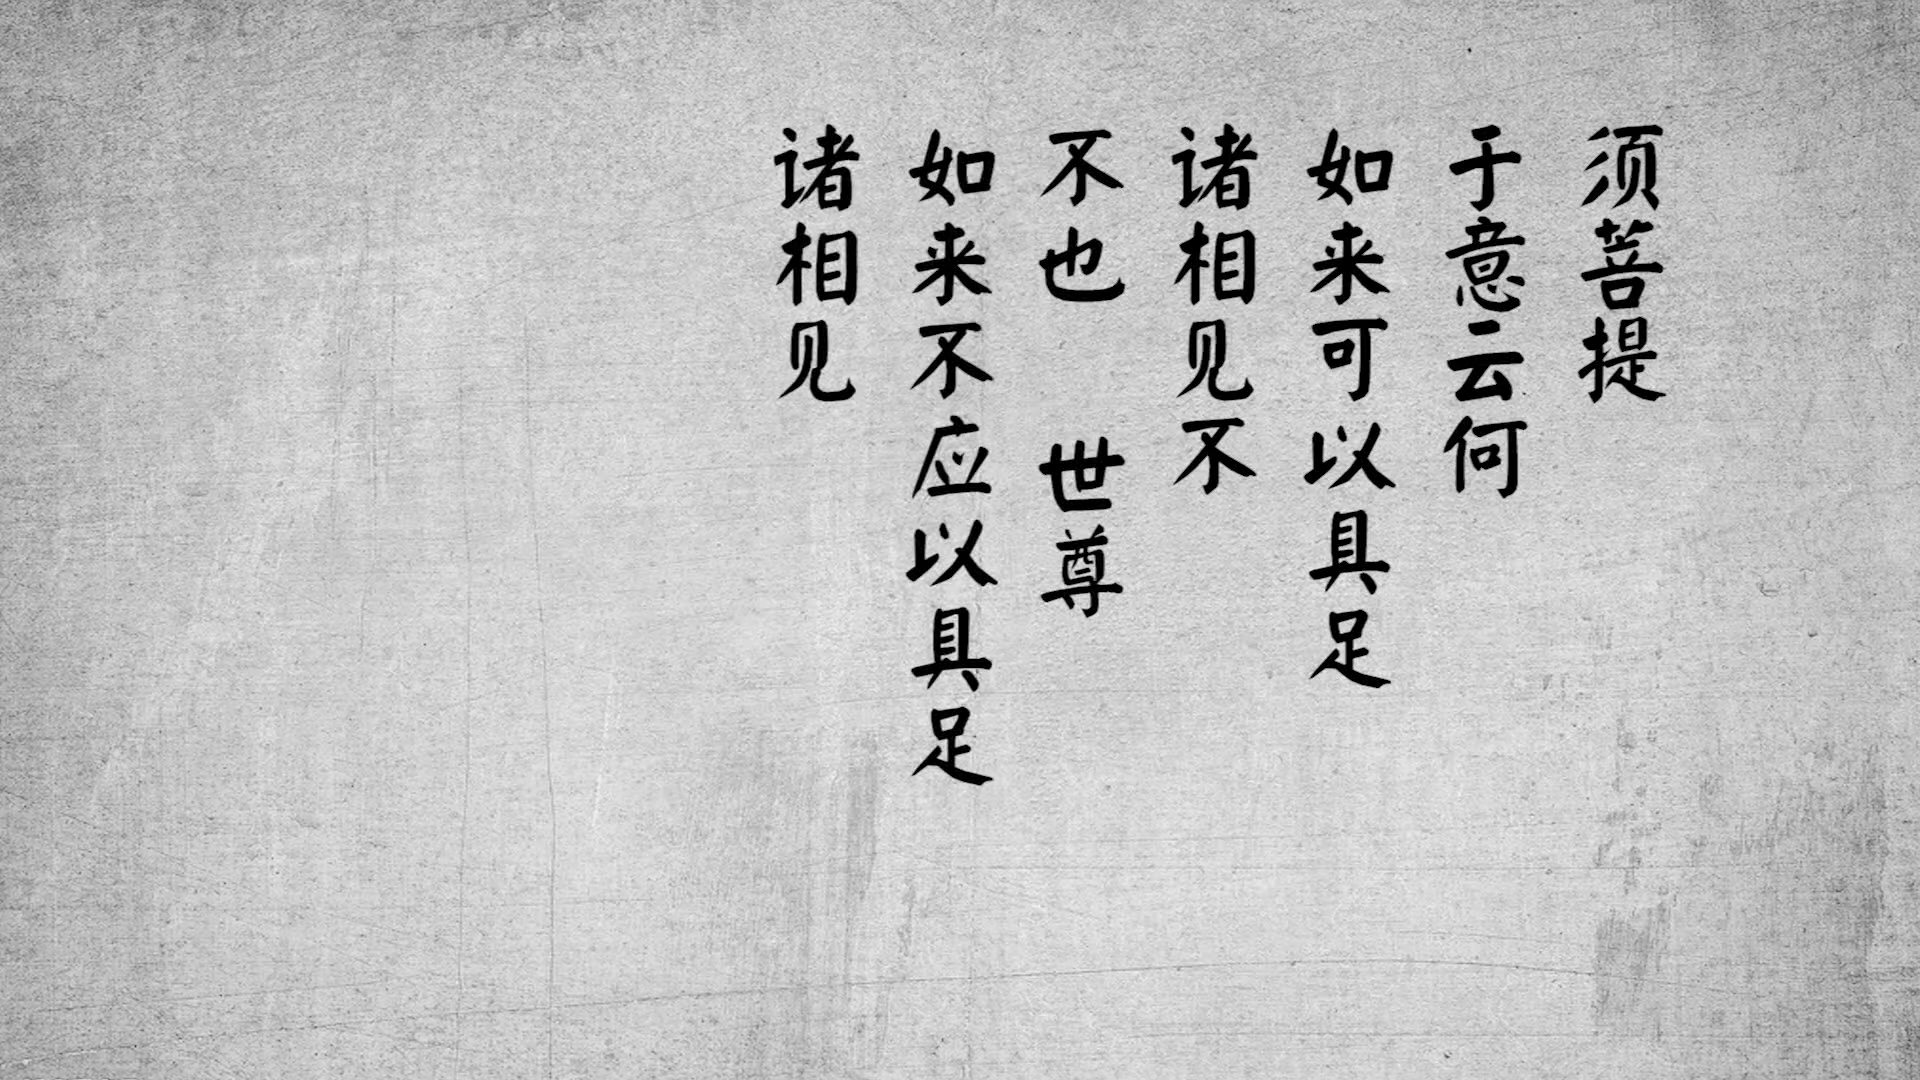 须菩提
于意云何
如来可以具足
诸相见不
不也 世尊
如来不应以具足
诸相见